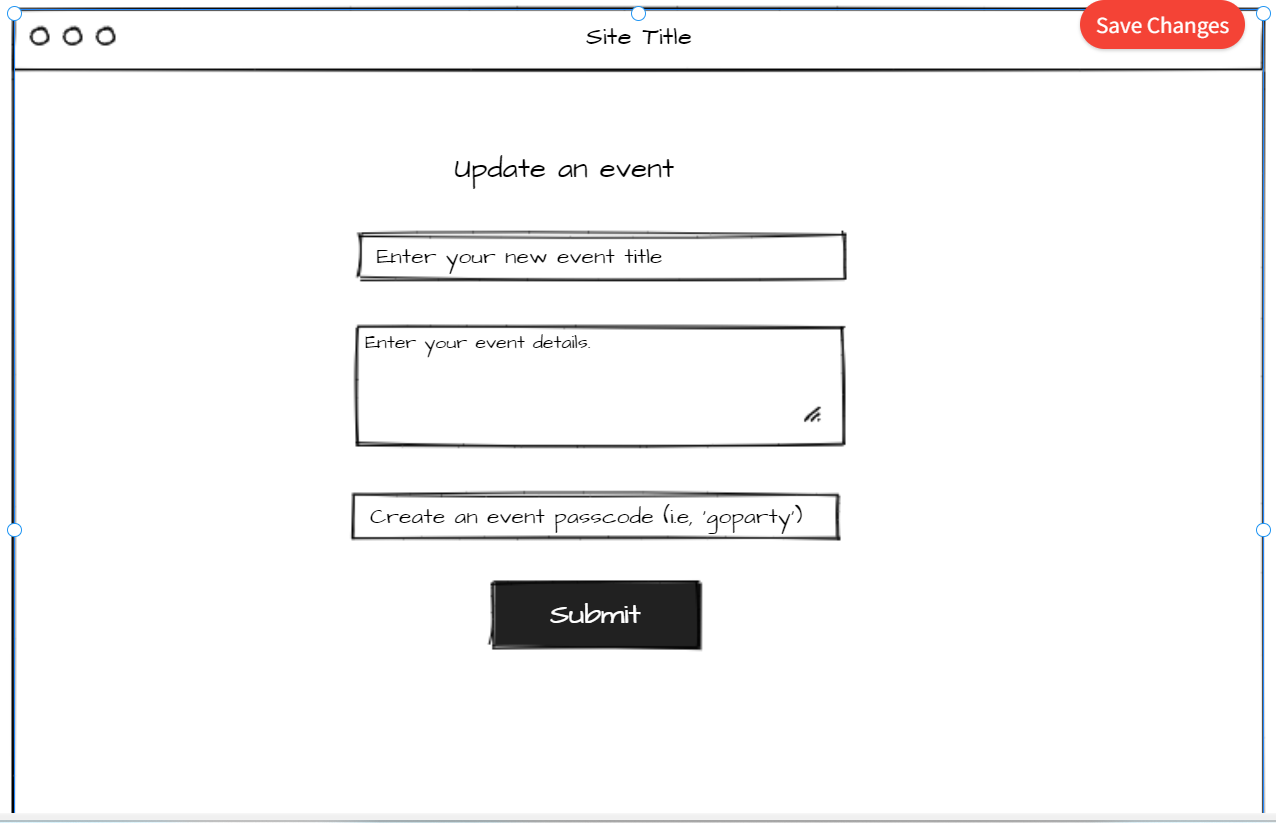 Site Title
Save Changes
Update an event
Enter your new event title
Enter your event details.
Create an event passcode (i.e, 'goparty')
Submit